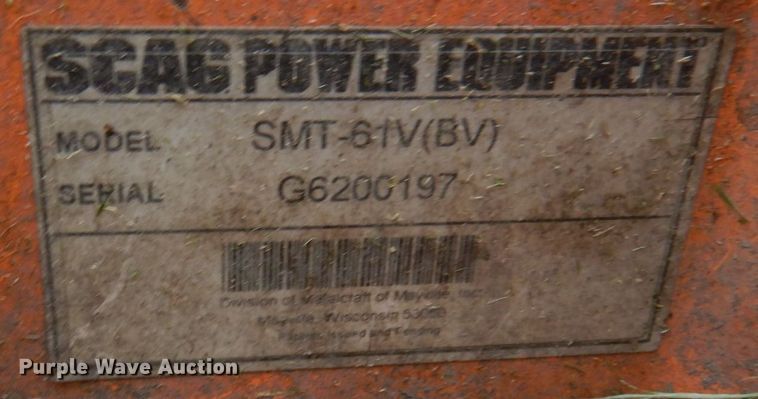 SCAG POWER EQUIPMENT
MODEL SMT-61V(BV)
SERIAL G6200197
Division of Metalcraft of Mayville, Inc.
Mayville, Wisconsin 53050
Patents Issued and Pending
Purple Wave Auction